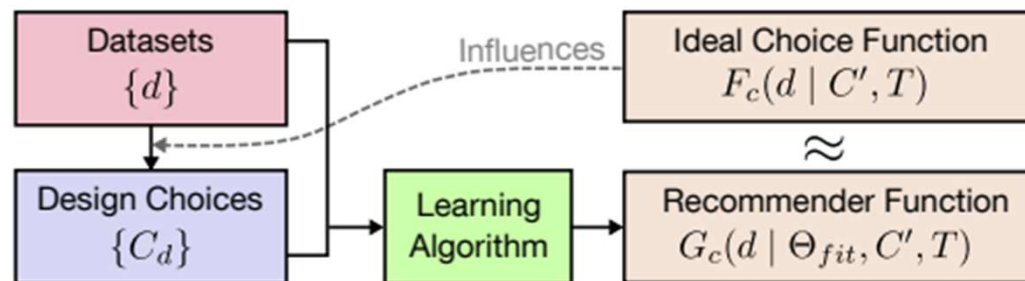 Datasets
{d}
Influences
Ideal Choice Function
F_c(d | C′, T)
≈
Design Choices
{C_d}
Learning
Algorithm
Recommender Function
G_c(d | Θ_fit, C′, T)